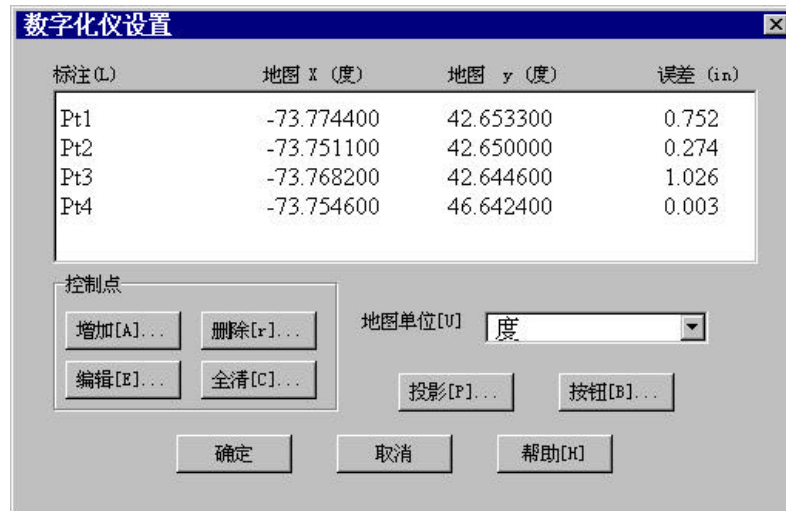 数字化仪设置
标注(L) 地图 X (度) 地图 y (度) 误差 (in)
Pt1 -73.774400 42.653300 0.752
Pt2 -73.751100 42.650000 0.274
Pt3 -73.768200 42.644600 1.026
Pt4 -73.754600 46.642400 0.003
控制点
增加[A]... 删除[r]... 地图单位[U] 度
编辑[E]... 全清[C]... 投影[P]... 按钮[B]...
确定 取消 帮助[H]